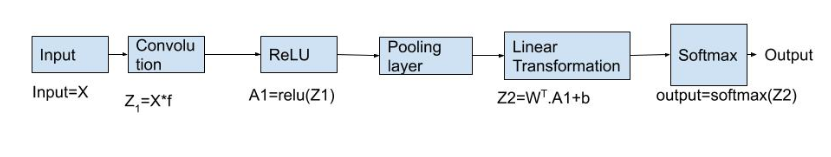 Input
Convolu
tion
ReLU
Pooling
layer
Linear
Transformation
Softmax
Output
Input=X
Z₁=X*f
A1=relu(Z1)
Z2=Wᵀ.A1+b
output=softmax(Z2)